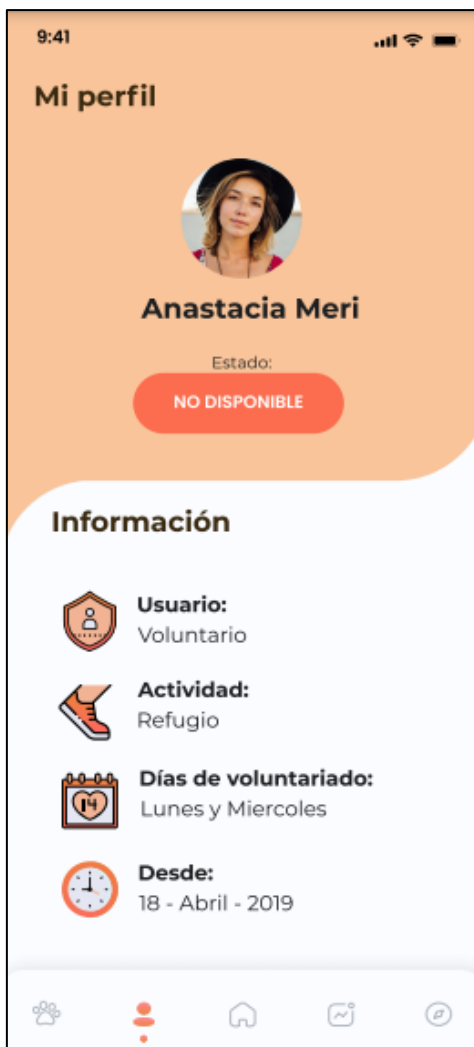 9:41
Mi perfil
Anastacia Meri
Estado:
NO DISPONIBLE
Información
Usuario:
Voluntario
Actividad:
Refugio
14
Días de voluntariado:
Lunes y Miercoles
Desde:
18 - Abril - 2019